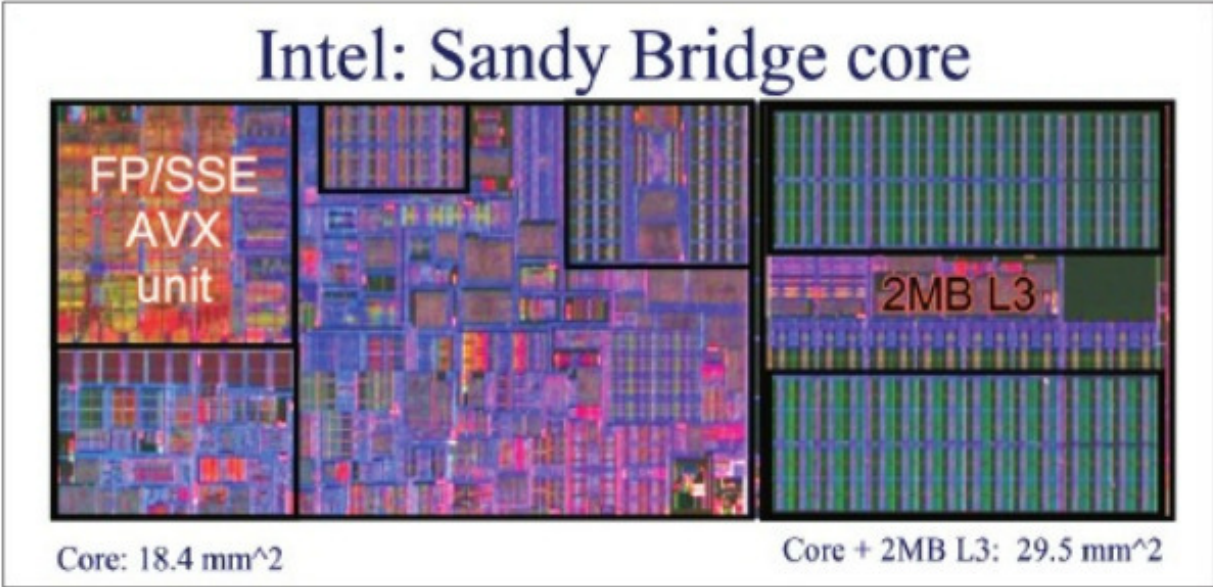 Intel: Sandy Bridge core
FP/SSE
AVX
unit
2MB L3
Core: 18.4 mm^2
Core + 2MB L3: 29.5 mm^2